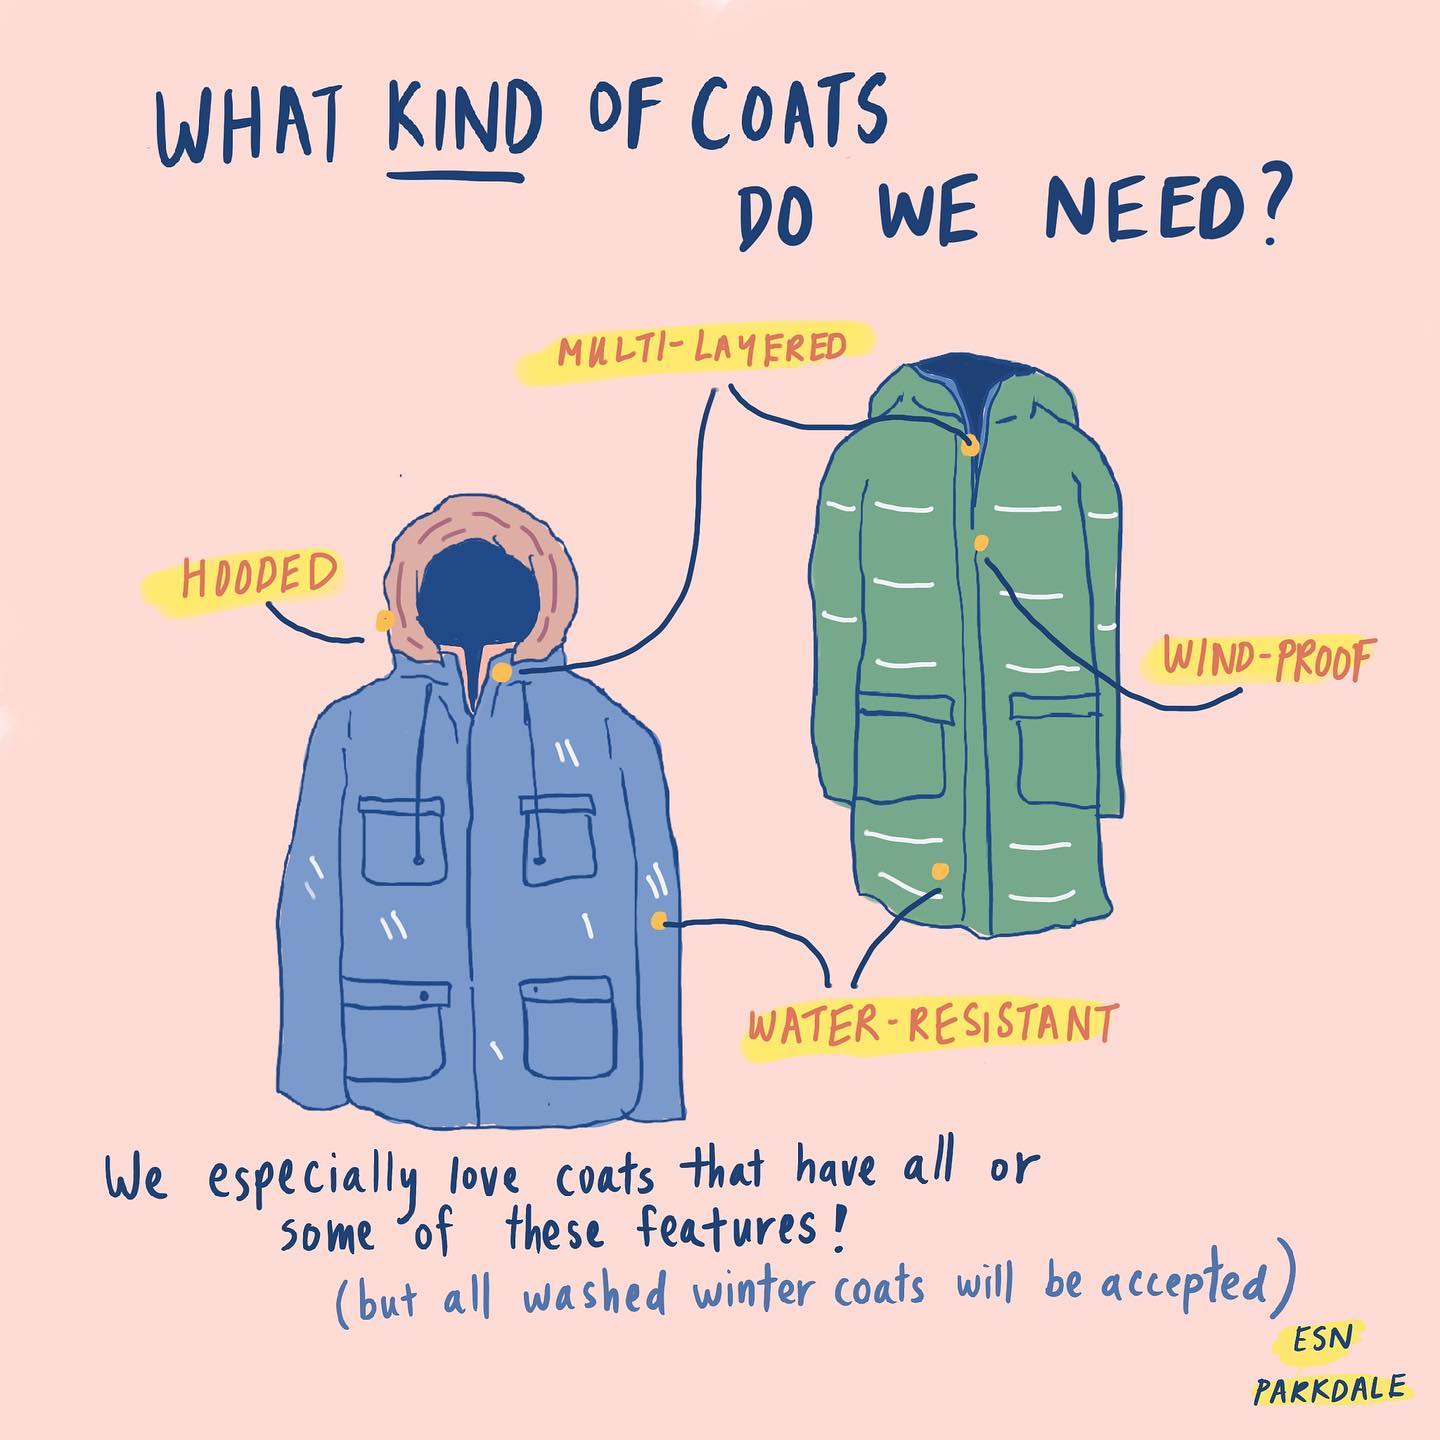 WHAT KIND OF COATS
DO WE NEED?
MULTI-LAYERED
HOODED
WIND-PROOF
WATER-RESISTANT
We especially love coats that have all or
some of these features!
(but all washed winter coats will be accepted)
ESN
PARKDALE